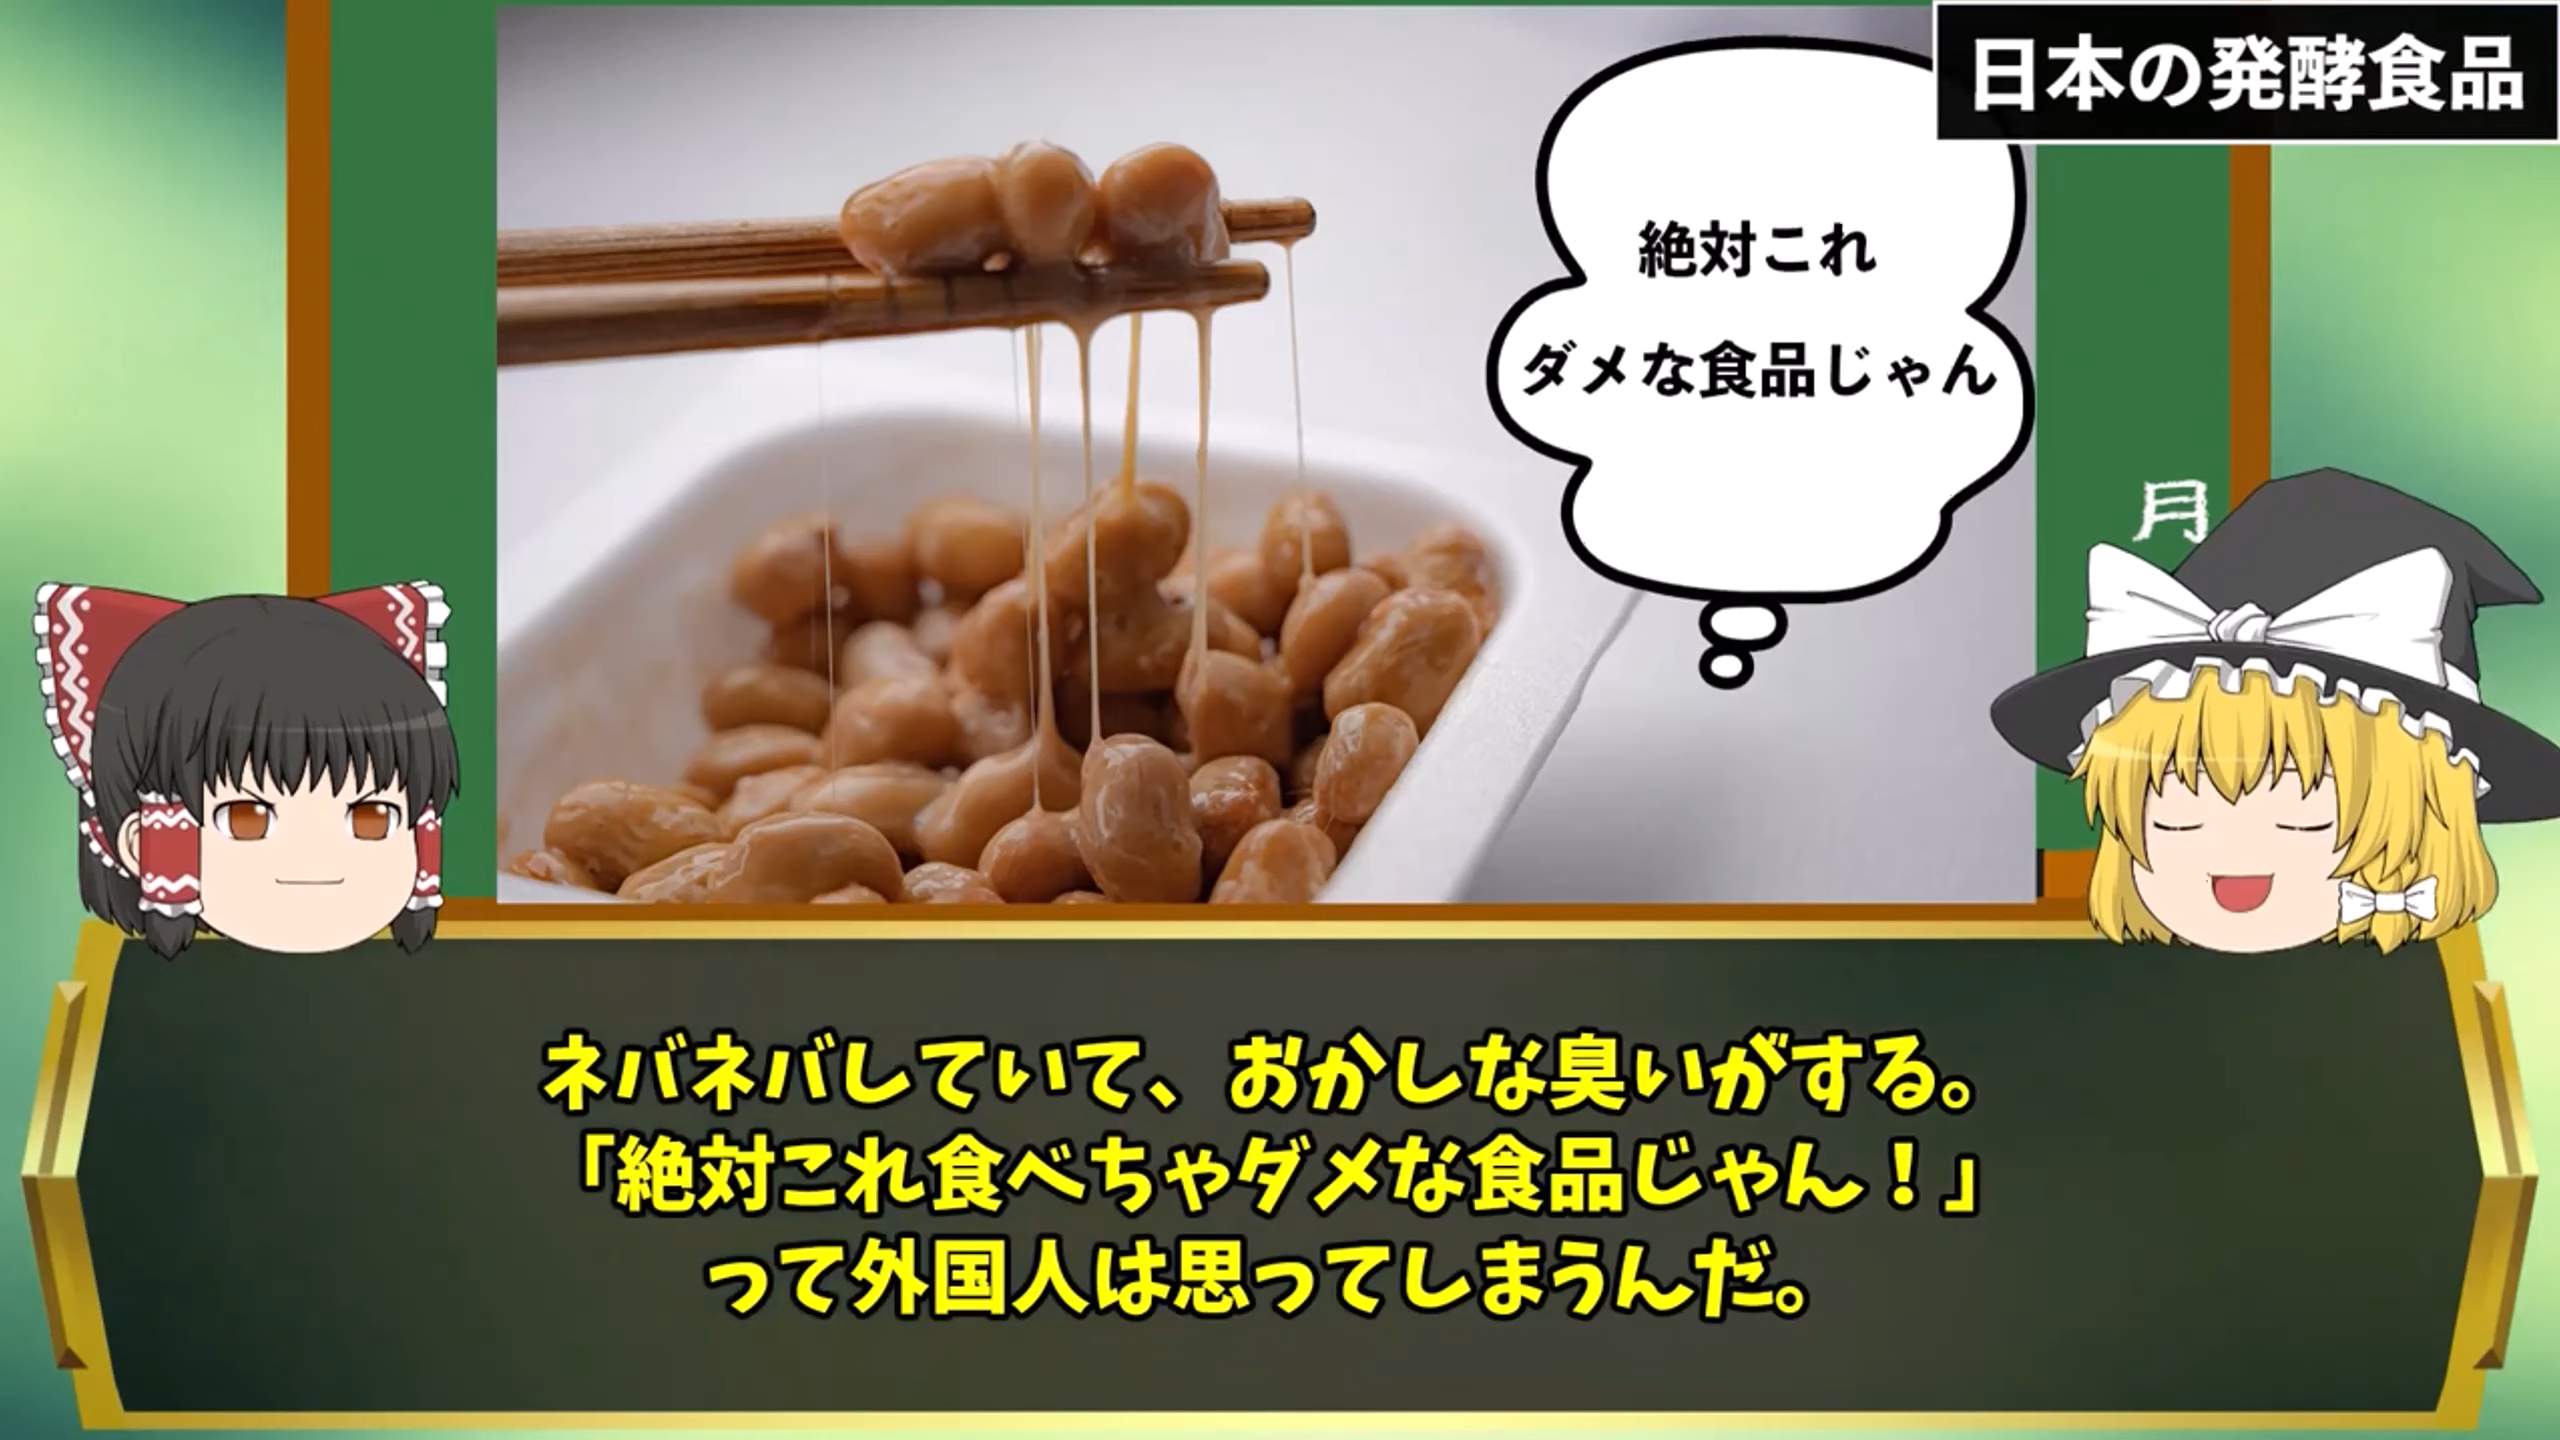 日本の発酵食品
絶対これ
ダメな食品じゃん
月
ネバネバしていて、おかしな臭いがする。
「絶対これ食べちゃダメな食品じゃん！」
って外国人は思ってしまうんだ。